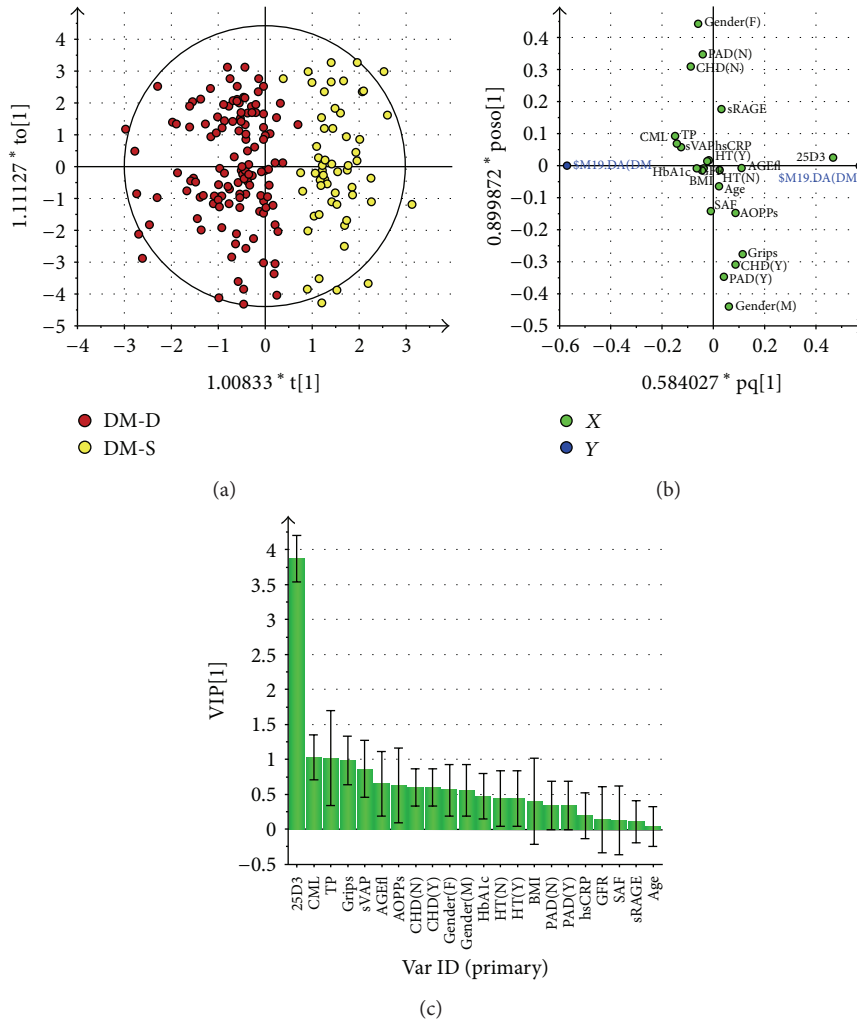 4
3
2
1
0
−1
−2
−3
−4
−5
−4 −3 −2 −1 0 1 2 3
1.11127 * to[1]
1.00833 * t[1]
DM-D
DM-S
(a)
0.5
0.4
0.3
0.2
0.1
0
−0.1
−0.2
−0.3
−0.4
−0.5
−0.6 −0.4 −0.2 0 0.2 0.4
0.899872 * poso[1]
0.584027 * pq[1]
Gender(F)
PAD(N)
CHD(N)
sRAGE
CML TP
sVAP hsCRP
HT(Y)
25D3
$M19.DA(DM
HbA1c
AGEfl
BMI
HT(N)
$M19.DA(DM
Age
SAF
AOPPs
Grips
CHD(Y)
PAD(Y)
Gender(M)
X
Y
(b)
4
3.5
3
2.5
2
1.5
1
0.5
0
−0.5
VIP[1]
25D3
CML
TP
Grips
sVAP
AGEfl
AOPPs
CHD(N)
CHD(Y)
Gender(F)
Gender(M)
HbA1c
HT(N)
HT(Y)
BMI
PAD(N)
PAD(Y)
hsCRP
GFR
SAF
sRAGE
Age
Var ID (primary)
(c)